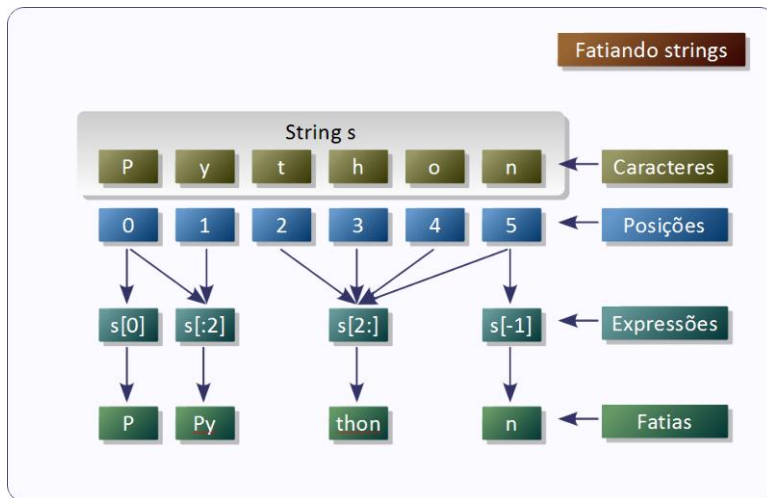 Fatiando strings
String s
P y t h o n Caracteres
0 1 2 3 4 5 Posições
s[0] s[:2] s[2:] s[-1] Expressões
P Py thon n Fatias